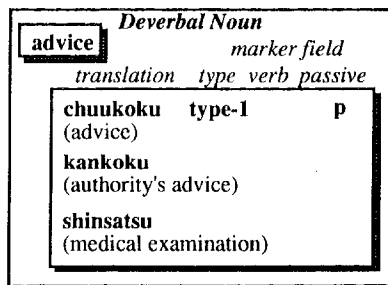 Deverbal Noun
advice
marker field
translation type verb passive
chuukoku type-1 p
(advice)
kankoku
(authority's advice)
shinsatsu
(medical examination)